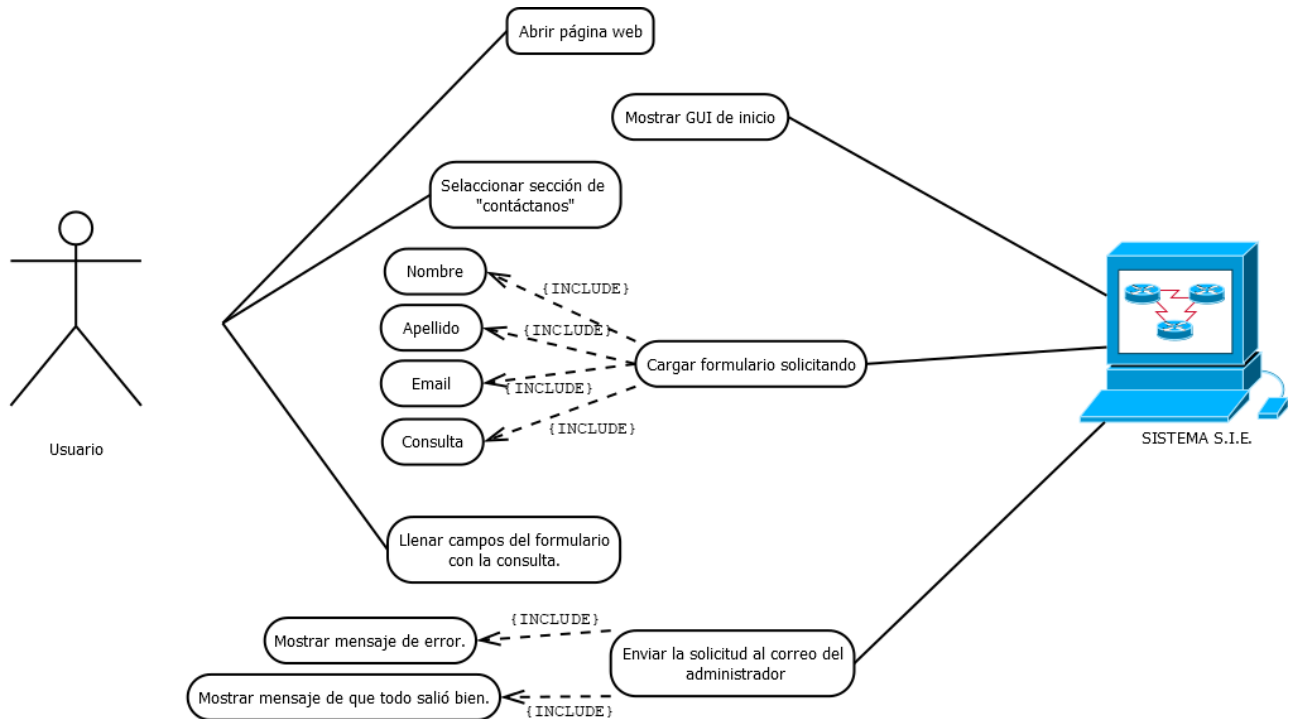 Abrir página web
Mostrar GUI de inicio
Selaccionar sección de
"contáctanos"
Nombre
{INCLUDE}
Apellido
{INCLUDE}
Cargar formulario solicitando
Email
{INCLUDE}
Consulta
{INCLUDE}
Usuario
SISTEMA S.I.E.
Llenar campos del formulario
con la consulta.
{INCLUDE}
Mostrar mensaje de error.
Enviar la solicitud al correo del
administrador
Mostrar mensaje de que todo salió bien.
{INCLUDE}